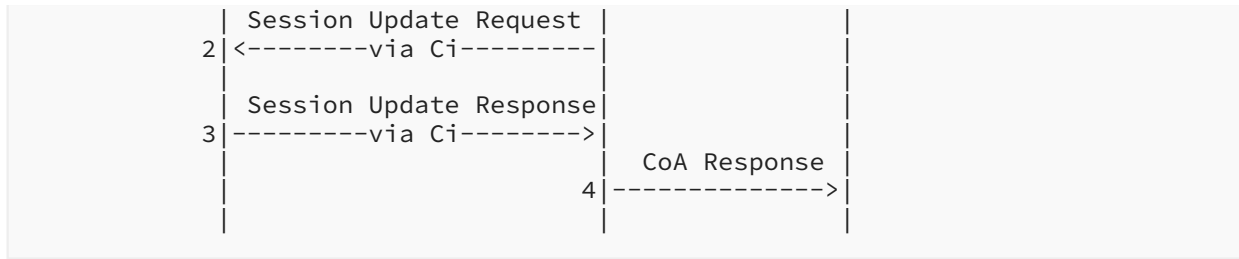 Session Update Request
2|<--------via Ci---------|
Session Update Response
3|---------via Ci-------->|
CoA Response
4|-------------->|